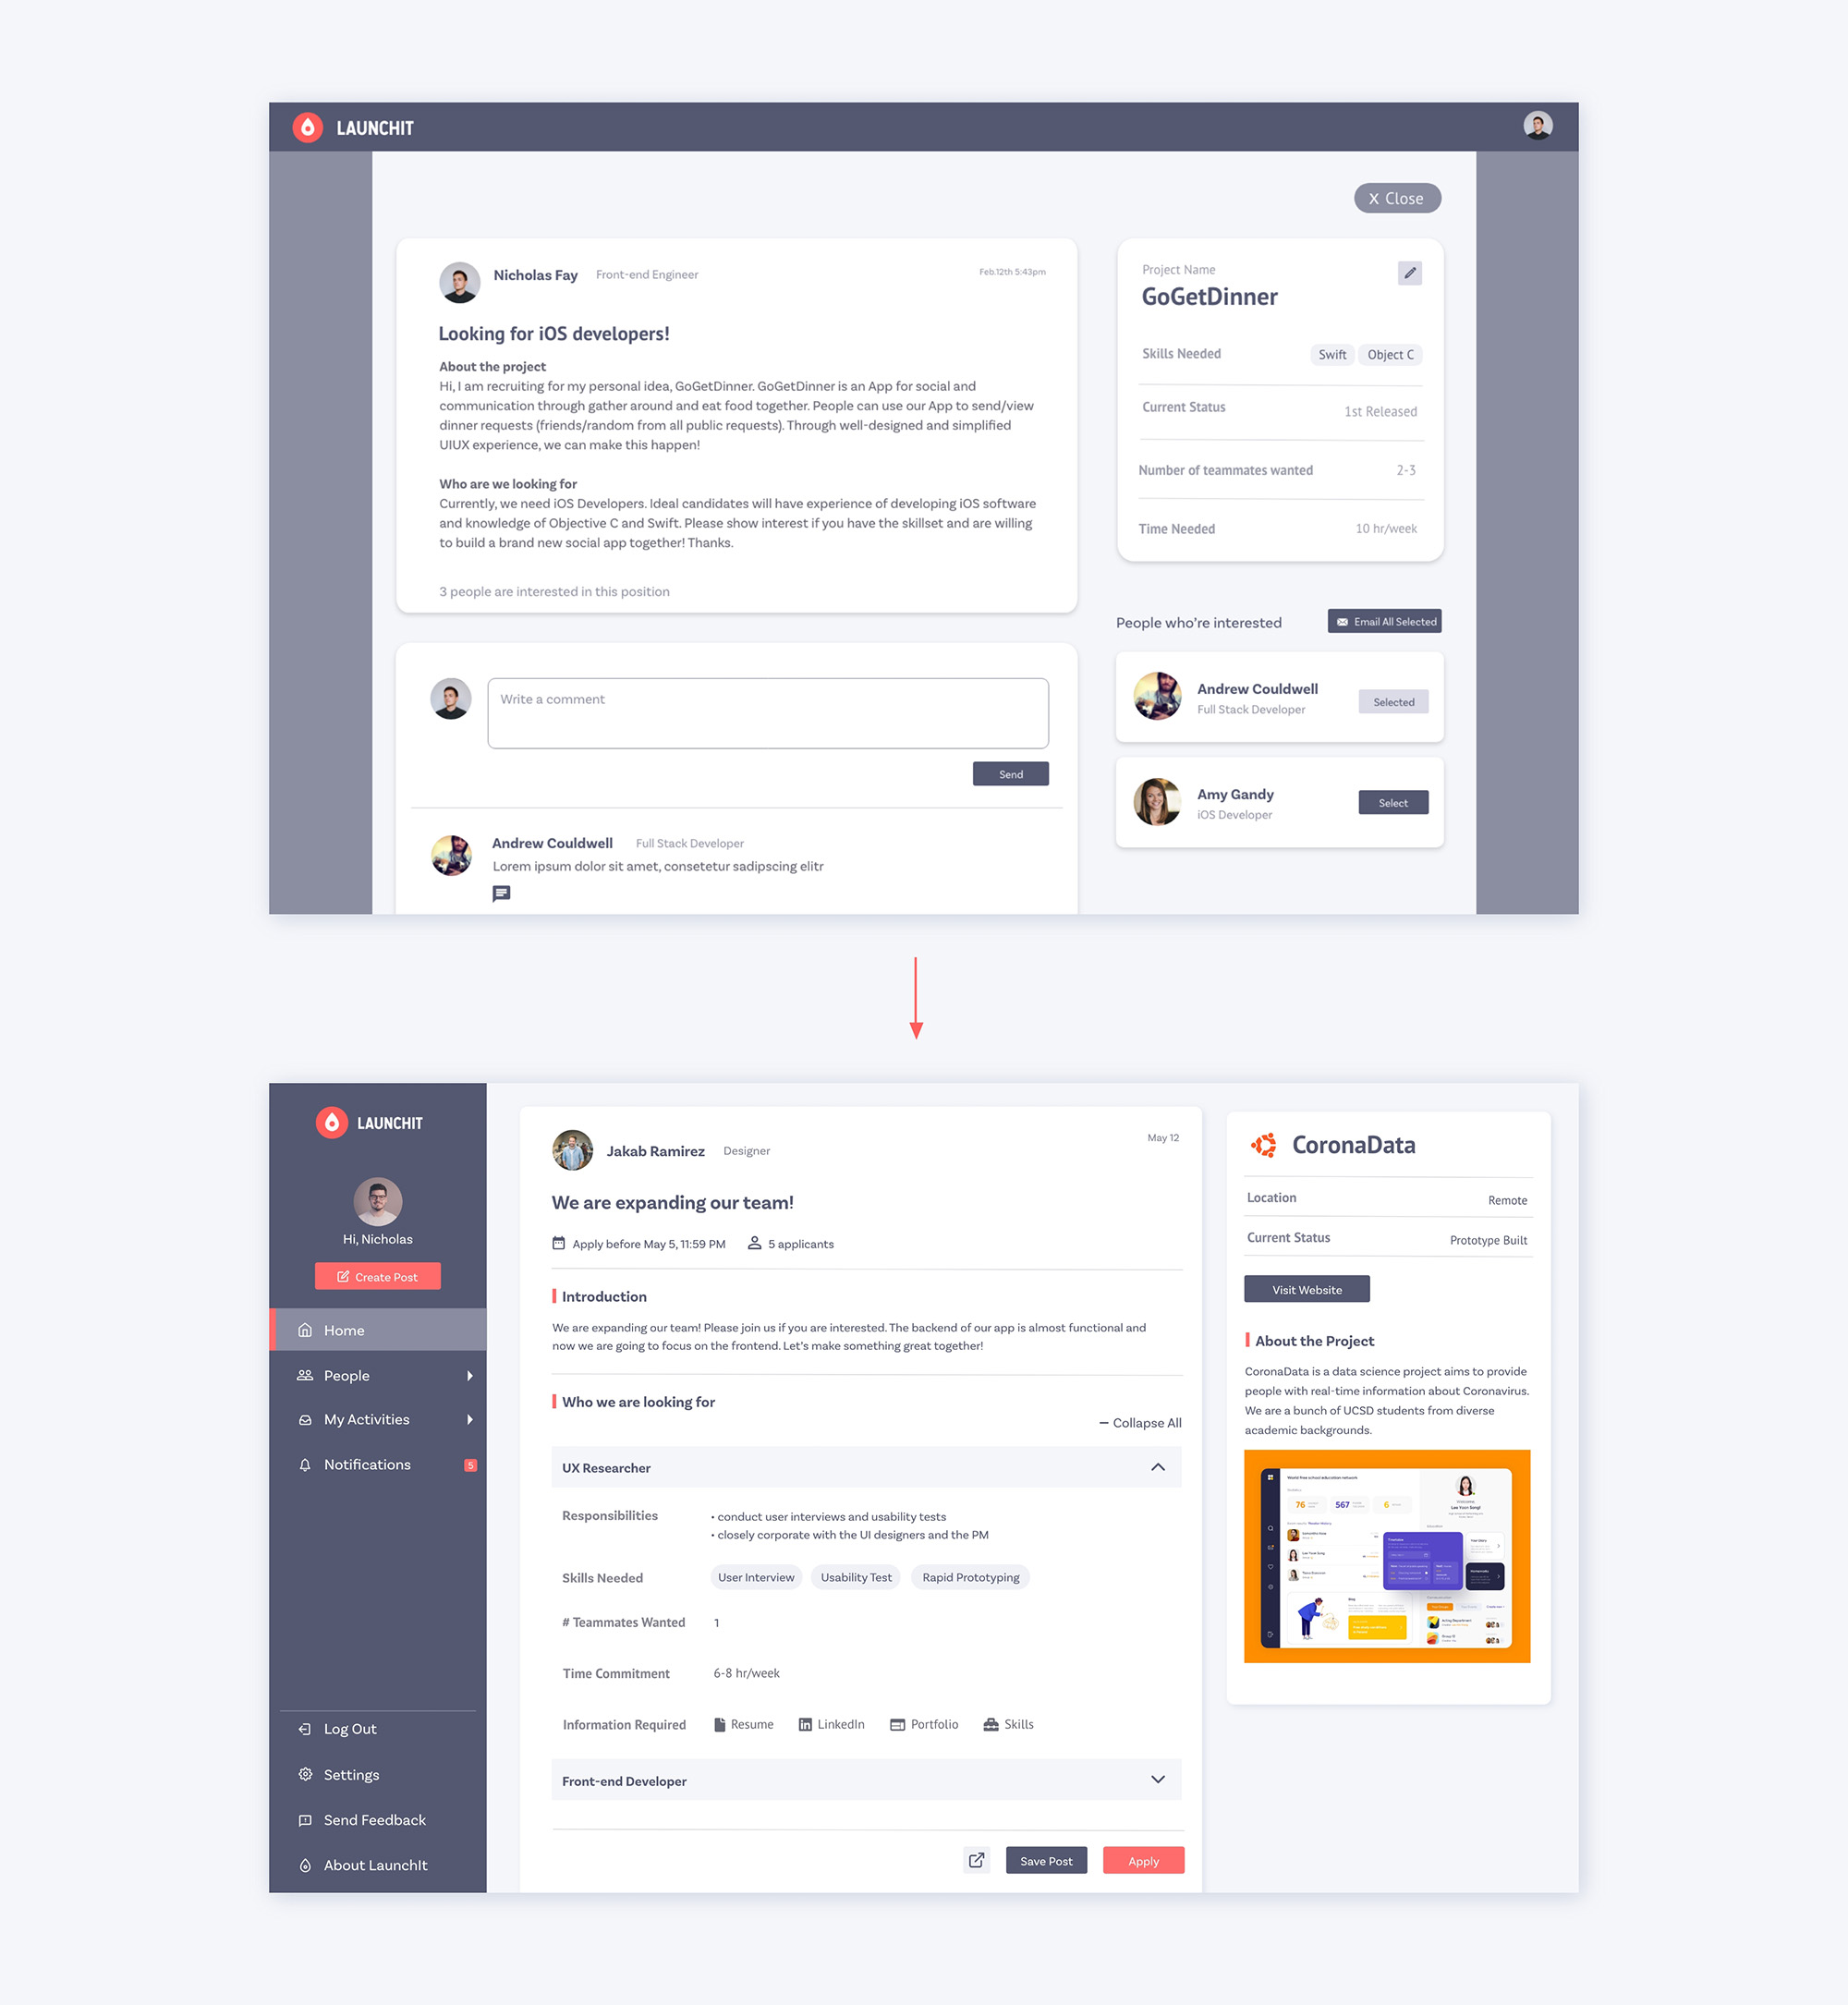 LAUNCHIT
X Close
Nicholas Fay Front-end Engineer Feb.12th 5:43pm
Looking for iOS developers!
About the project
Hi, I am recruiting for my personal idea, GoGetDinner. GoGetDinner is an App for social and
communication through gather around and eat food together. People can use our App to send/view
dinner requests (friends/random from all public requests). Through well-designed and simplified
UIUX experience, we can make this happen!
Who are we looking for
Currently, we need iOS Developers. Ideal candidates will have experience of developing iOS software
and knowledge of Objective C and Swift. Please show interest if you have the skillset and are willing
to build a brand new social app together! Thanks.
3 people are interested in this position
Write a comment
Send
Andrew Couldwell Full Stack Developer
Lorem ipsum dolor sit amet, consetetur sadipscing elitr
Project Name
GoGetDinner
Skills Needed Swift Object C
Current Status 1st Released
Number of teammates wanted 2-3
Time Needed 10 hr/week
People who're interested Email All Selected
Andrew Couldwell
Full Stack Developer
Selected
Amy Gandy
iOS Developer
Select
LAUNCHIT
Hi, Nicholas
Create Post
Home
People
My Activities
Notifications 5
Log Out
Settings
Send Feedback
About LaunchIt
Jakab Ramirez Designer May 12
We are expanding our team!
Apply before May 5, 11:59 PM 5 applicants
Introduction
We are expanding our team! Please join us if you are interested. The backend of our app is almost functional and
now we are going to focus on the frontend. Let's make something great together!
Who we are looking for
Collapse All
UX Researcher
Responsibilities • conduct user interviews and usability tests
• closely corporate with the UI designers and the PM
Skills Needed User Interview Usability Test Rapid Prototyping
# Teammates Wanted 1
Time Commitment 6-8 hr/week
Information Required Resume LinkedIn Portfolio Skills
Front-end Developer
Save Post Apply
CoronaData
Location Remote
Current Status Prototype Built
Visit Website
About the Project
CoronaData is a data science project aims to provide
people with real-time information about Coronavirus.
We are a bunch of UCSD students from diverse
academic backgrounds.
World free school education network
76 567 6